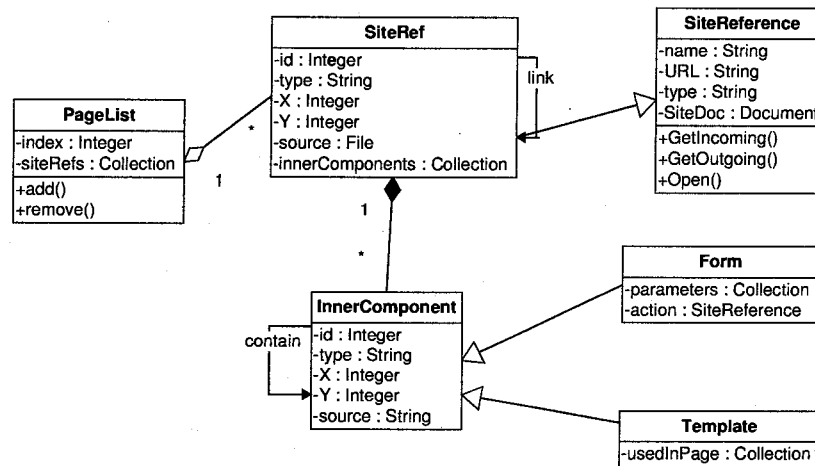 SiteRef
-id : Integer
-type : String
-X : Integer
-Y : Integer
-source : File
-innerComponents : Collection
link
SiteReference
-name : String
-URL : String
-type : String
-SiteDoc : Document
+GetIncoming()
+GetOutgoing()
+Open()
PageList
-index : Integer
-siteRefs : Collection
+add()
+remove()
*
1
1
*
InnerComponent
-id : Integer
-type : String
-X : Integer
-Y : Integer
-source : String
contain
Form
-parameters : Collection
-action : SiteReference
Template
-usedInPage : Collection